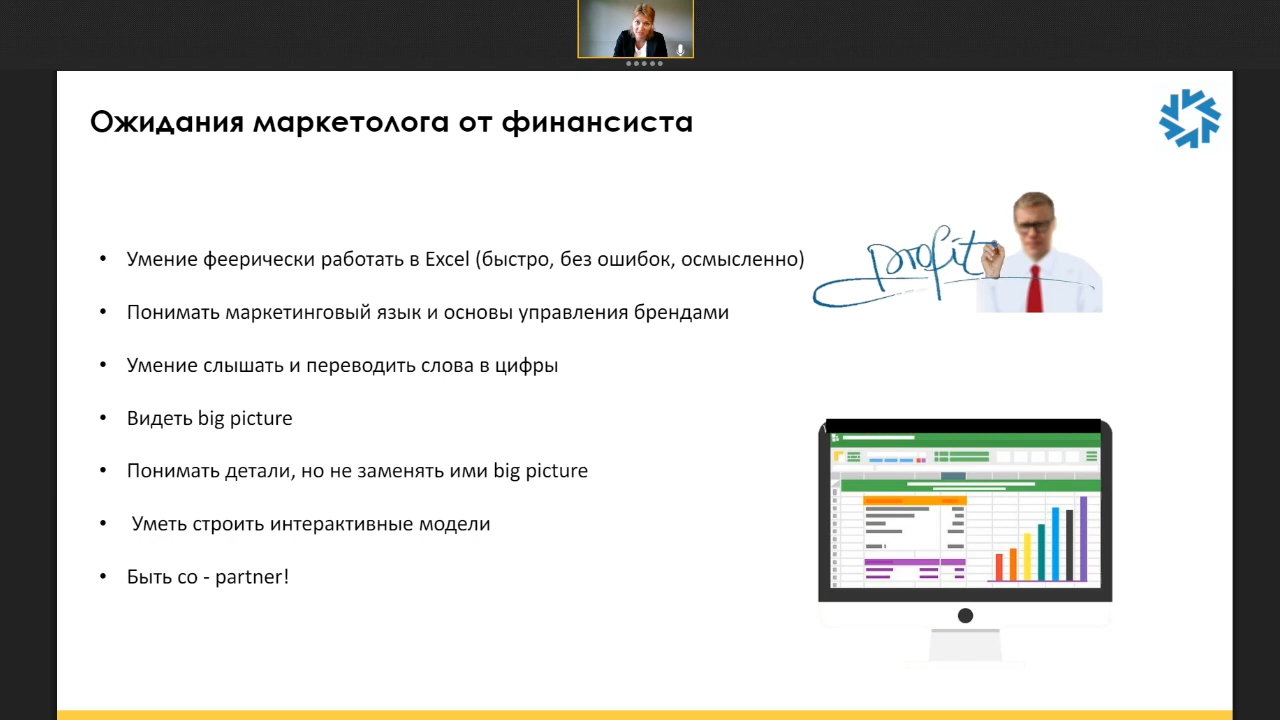 Ожидания маркетолога от финансиста
• Умение феерически работать в Excel (быстро, без ошибок, осмысленно)
profit
• Понимать маркетинговый язык и основы управления брендами
• Умение слышать и переводить слова в цифры
• Видеть big picture
• Понимать детали, но не заменять ими big picture
• Уметь строить интерактивные модели
• Быть со - partner!